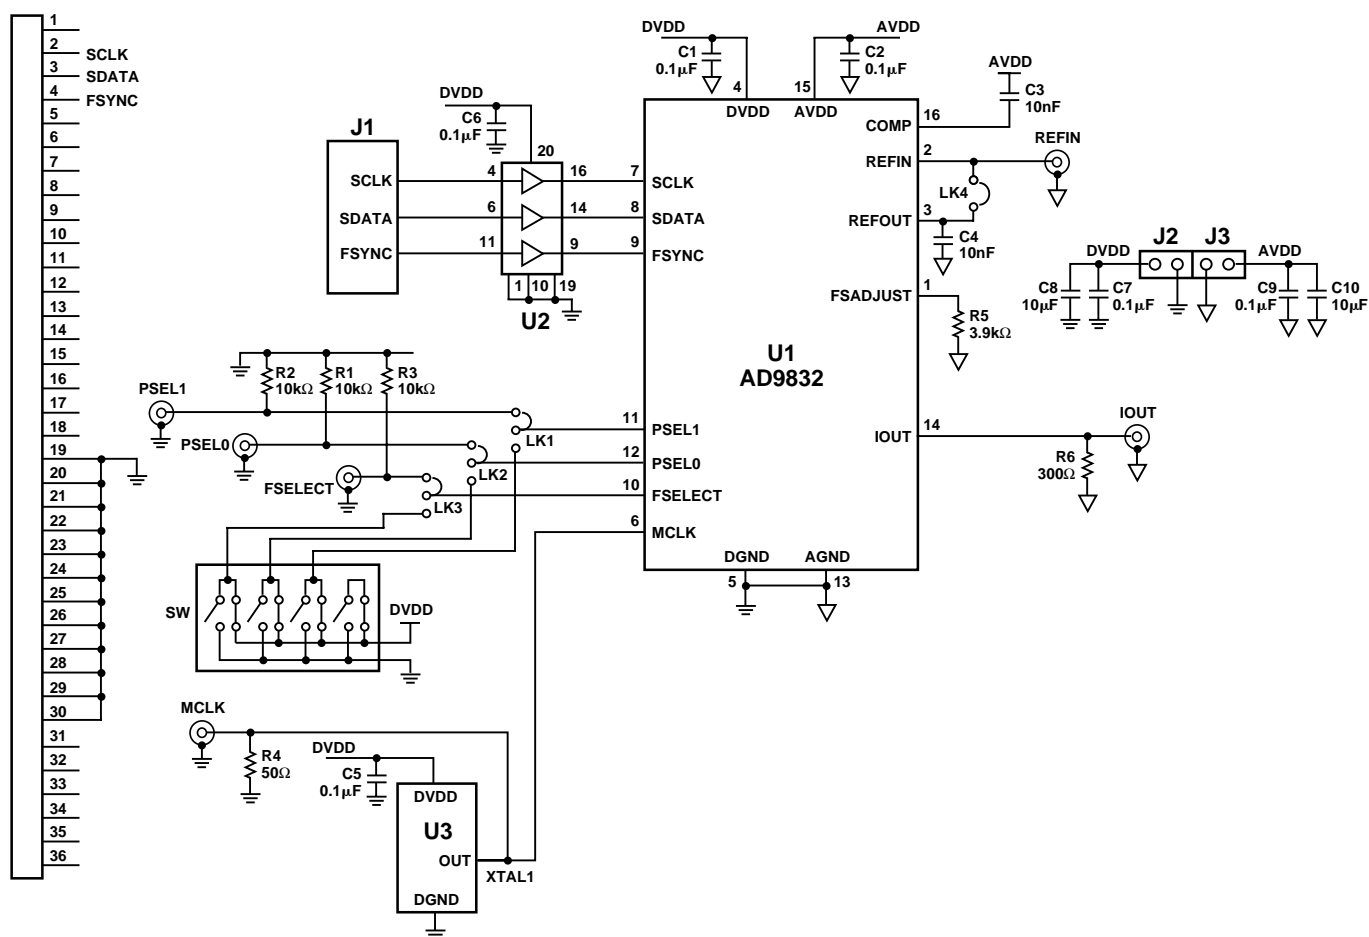 1
2
SCLK
3
SDATA
4
FSYNC
5
6
7
8
9
10
11
12
13
14
15
16
17
18
19
20
21
22
23
24
25
26
27
28
29
30
31
32
33
34
35
36
J1
SCLK
SDATA
FSYNC
DVDD
C6
0.1μF
20
4
16
6
14
11
9
1
10
19
U2
DVDD
C1
0.1μF
AVDD
C2
0.1μF
4
15
DVDD
AVDD
7
SCLK
8
SDATA
9
FSYNC
U1
AD9832
11
PSEL1
12
PSEL0
10
FSELECT
6
MCLK
DGND
AGND
5
13
COMP
16
REFIN
2
REFOUT
3
FSADJUST
1
IOUT
14
AVDD
C3
10nF
REFIN
LK4
C4
10nF
R5
3.9kΩ
IOUT
R6
300Ω
J2
J3
DVDD
AVDD
C8
10μF
C7
0.1μF
C9
0.1μF
C10
10μF
R2
10kΩ
R1
10kΩ
R3
10kΩ
PSEL1
PSEL0
FSELECT
LK1
LK2
LK3
SW
DVDD
MCLK
R4
50Ω
DVDD
C5
0.1μF
DVDD
U3
OUT
XTAL1
DGND